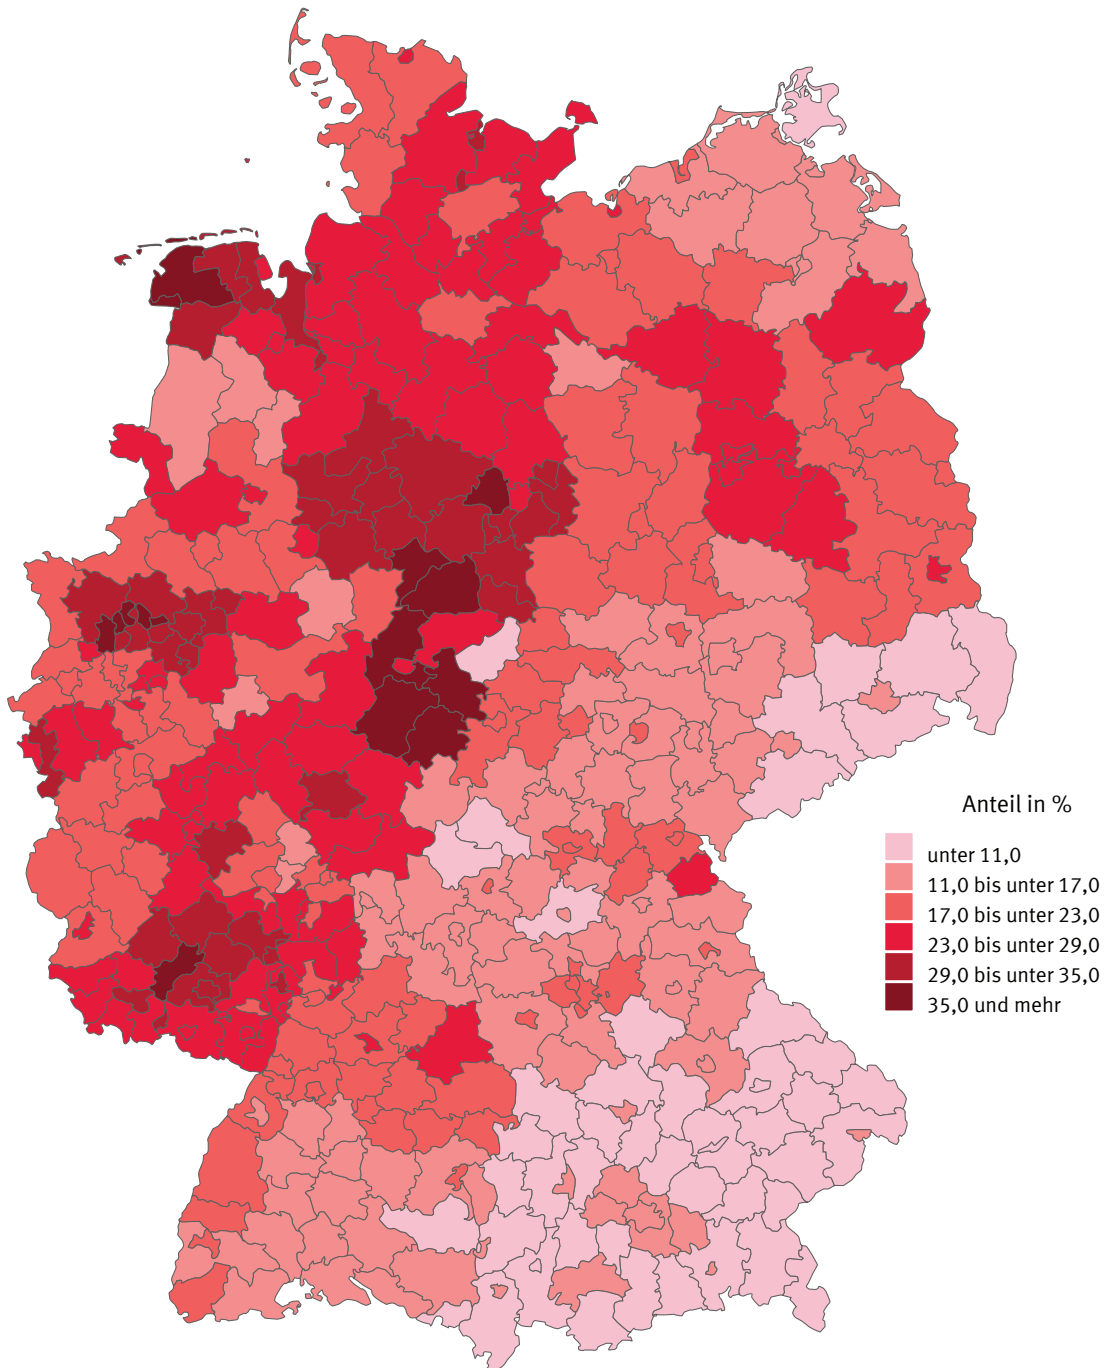 Anteil in %
unter 11,0
11,0 bis unter 17,0
17,0 bis unter 23,0
23,0 bis unter 29,0
29,0 bis unter 35,0
35,0 und mehr